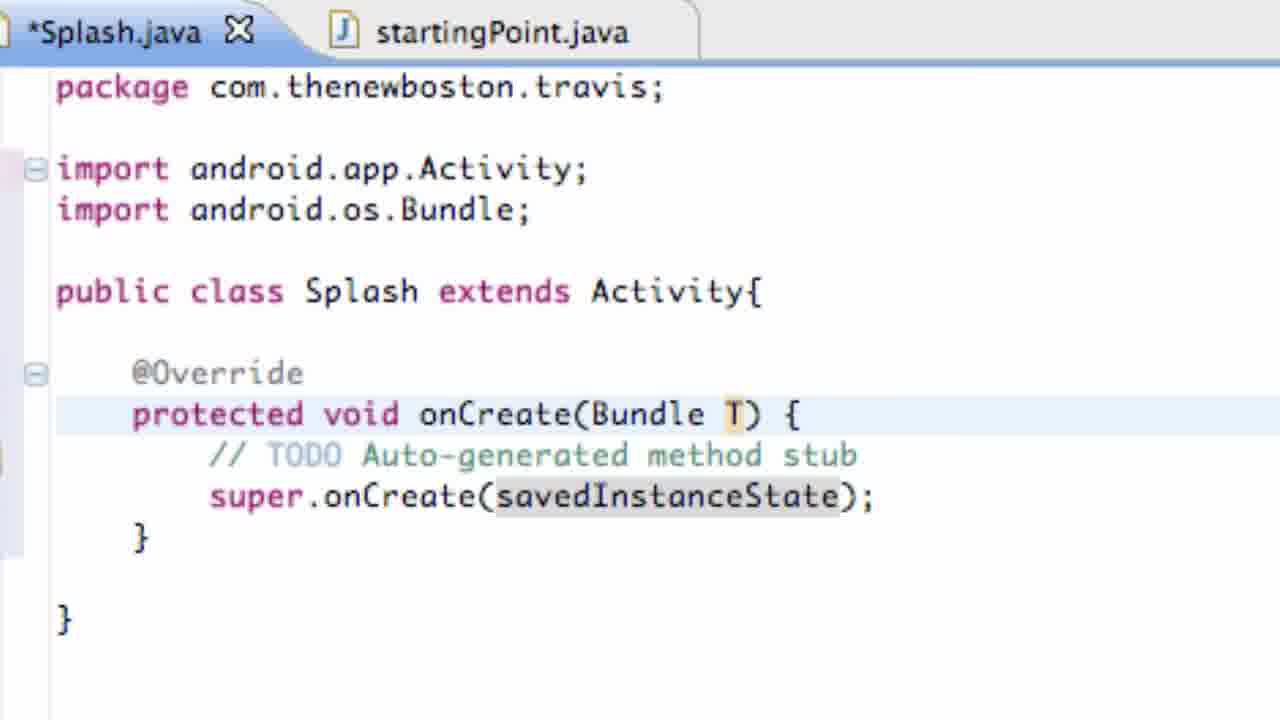 *Splash.java startingPoint.java
package com.thenewboston.travis;
import android.app.Activity;
import android.os.Bundle;
public class Splash extends Activity{
@Override
protected void onCreate(Bundle T) {
// TODO Auto-generated method stub
super.onCreate(savedInstanceState);
}
}